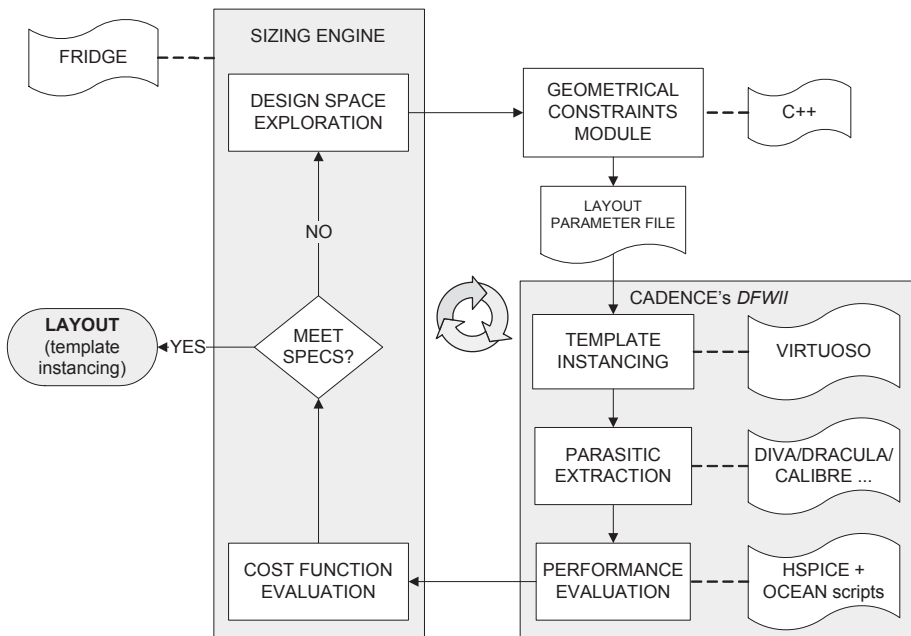 FRIDGE
SIZING ENGINE
DESIGN SPACE
EXPLORATION
GEOMETRICAL
CONSTRAINTS
MODULE
C++
LAYOUT
PARAMETER FILE
NO
CADENCE's DFWII
LAYOUT
(template
instancing)
YES
MEET
SPECS?
TEMPLATE
INSTANCING
VIRTUOSO
PARASITIC
EXTRACTION
DIVA/DRACULA/
CALIBRE ...
COST FUNCTION
EVALUATION
PERFORMANCE
EVALUATION
HSPICE +
OCEAN scripts